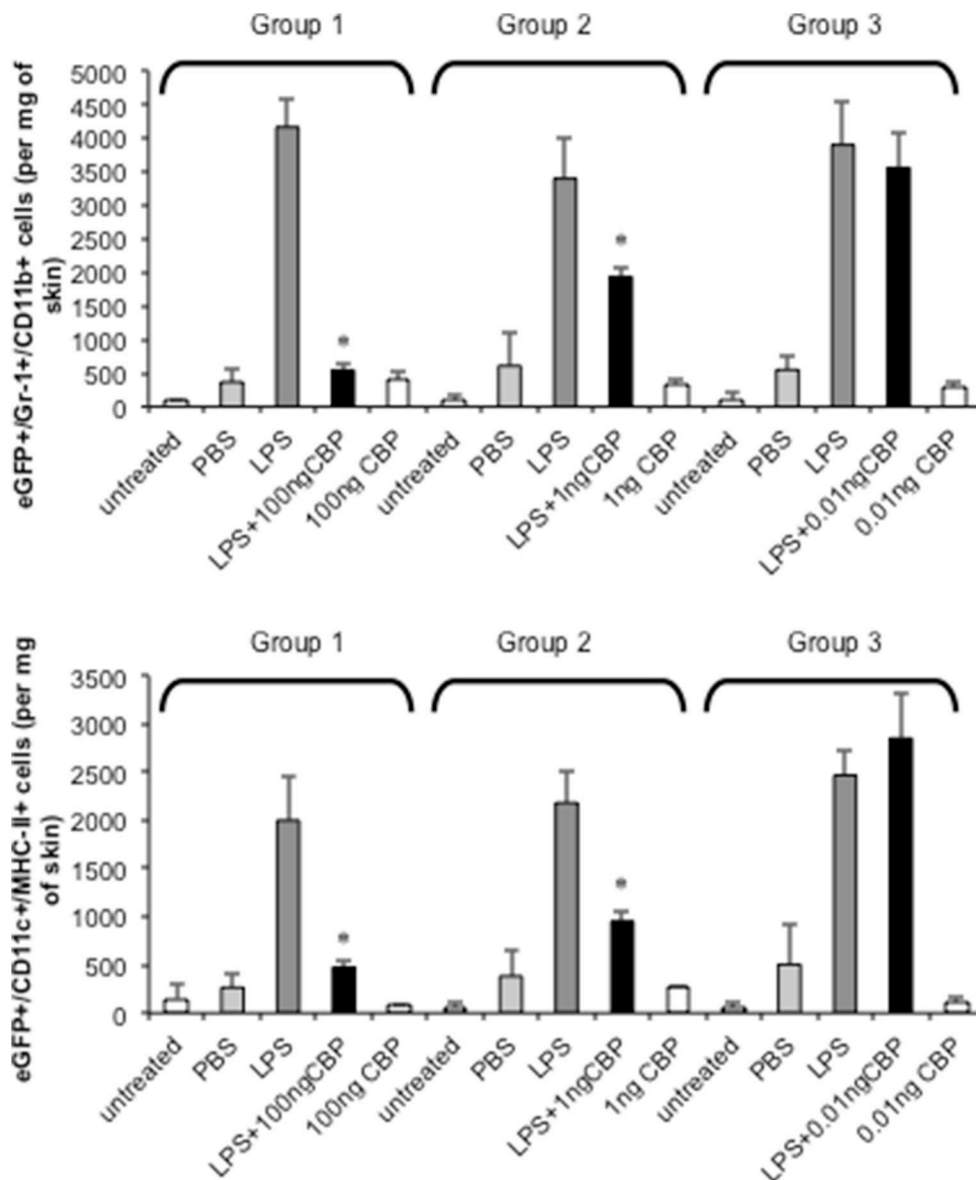 Group 1 Group 2 Group 3
eGFP+/Gr-1+/CD11b+ cells (per mg of
skin)
5000
4500
4000
3500
3000
2500
2000
1500
1000
500
0
*
*
untreated
PBS
LPS
LPS+100ngCBP
100ng CBP
untreated
PBS
LPS
LPS+1ngCBP
1ng CBP
untreated
PBS
LPS
LPS+0.01ngCBP
0.01ng CBP
Group 1 Group 2 Group 3
eGFP+/CD11c+/MHC-II+ cells (per mg
of skin)
3500
3000
2500
2000
1500
1000
500
0
*
*
untreated
PBS
LPS
LPS+100ngCBP
100ng CBP
untreated
PBS
LPS
LPS+1ngCBP
1ng CBP
untreated
PBS
LPS
LPS+0.01ngCBP
0.01ng CBP